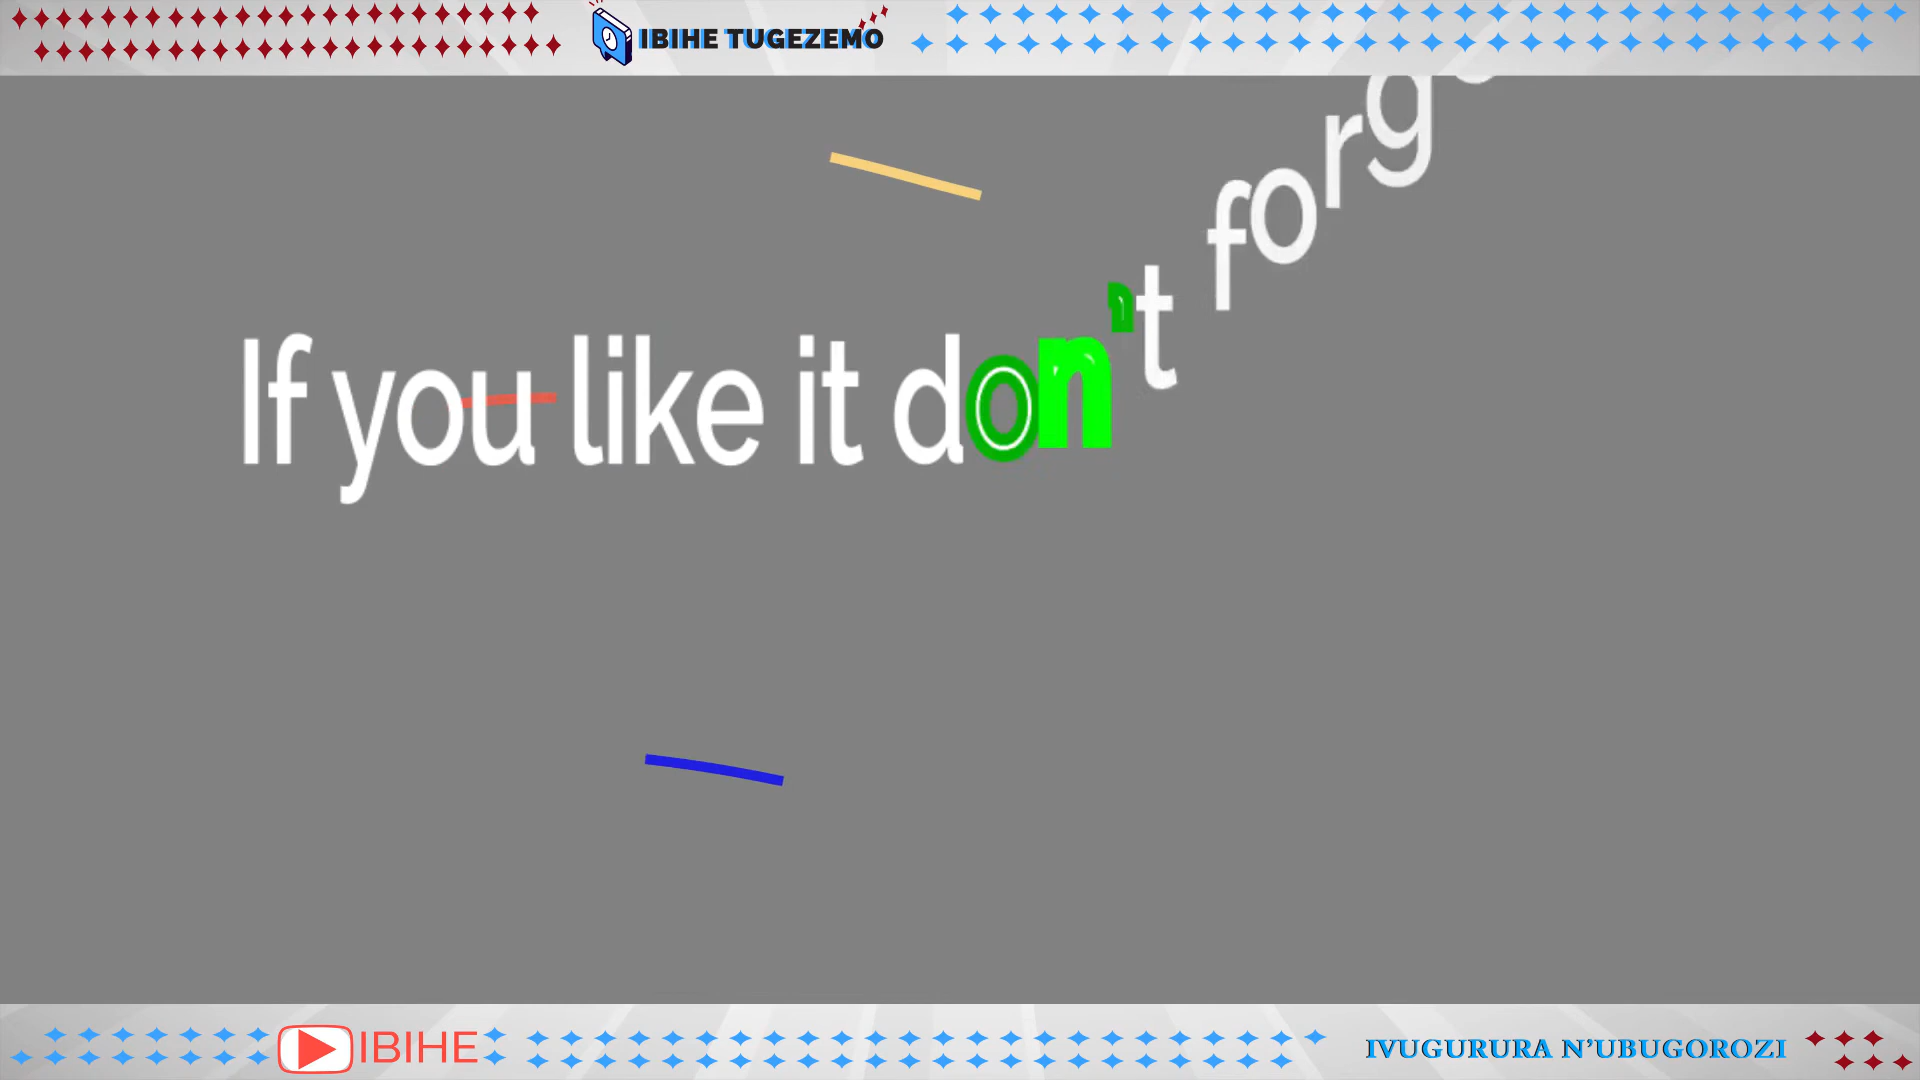 IBIHE TUGEZEMO
If you like it don't forg
IBIHE
IVUGURURA N’UBUGOROZI